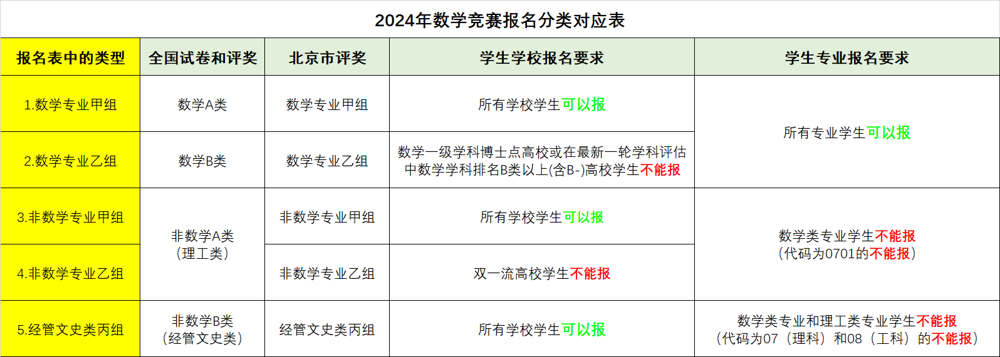 2024年数学竞赛报名分类对应表
报名表中的类型
全国试卷和评奖
北京市评奖
学生学校报名要求
学生专业报名要求
1.数学专业甲组
数学A类
数学专业甲组
所有学校学生可以报
所有专业学生可以报
2.数学专业乙组
数学B类
数学专业乙组
数学一级学科博士点高校或在最新一轮学科评估
中数学学科排名B类以上(含B-)高校学生不能报
3.非数学专业甲组
非数学A类
（理工类）
非数学专业甲组
所有学校学生可以报
数学类专业学生不能报
（代码为0701的不能报）
4.非数学专业乙组
非数学专业乙组
双一流高校学生不能报
5.经管文史类丙组
非数学B类
（经管文史类）
经管文史类丙组
所有学校学生可以报
数学类专业和理工类专业学生不能报
（代码为07（理科）和08（工科）的不能报）